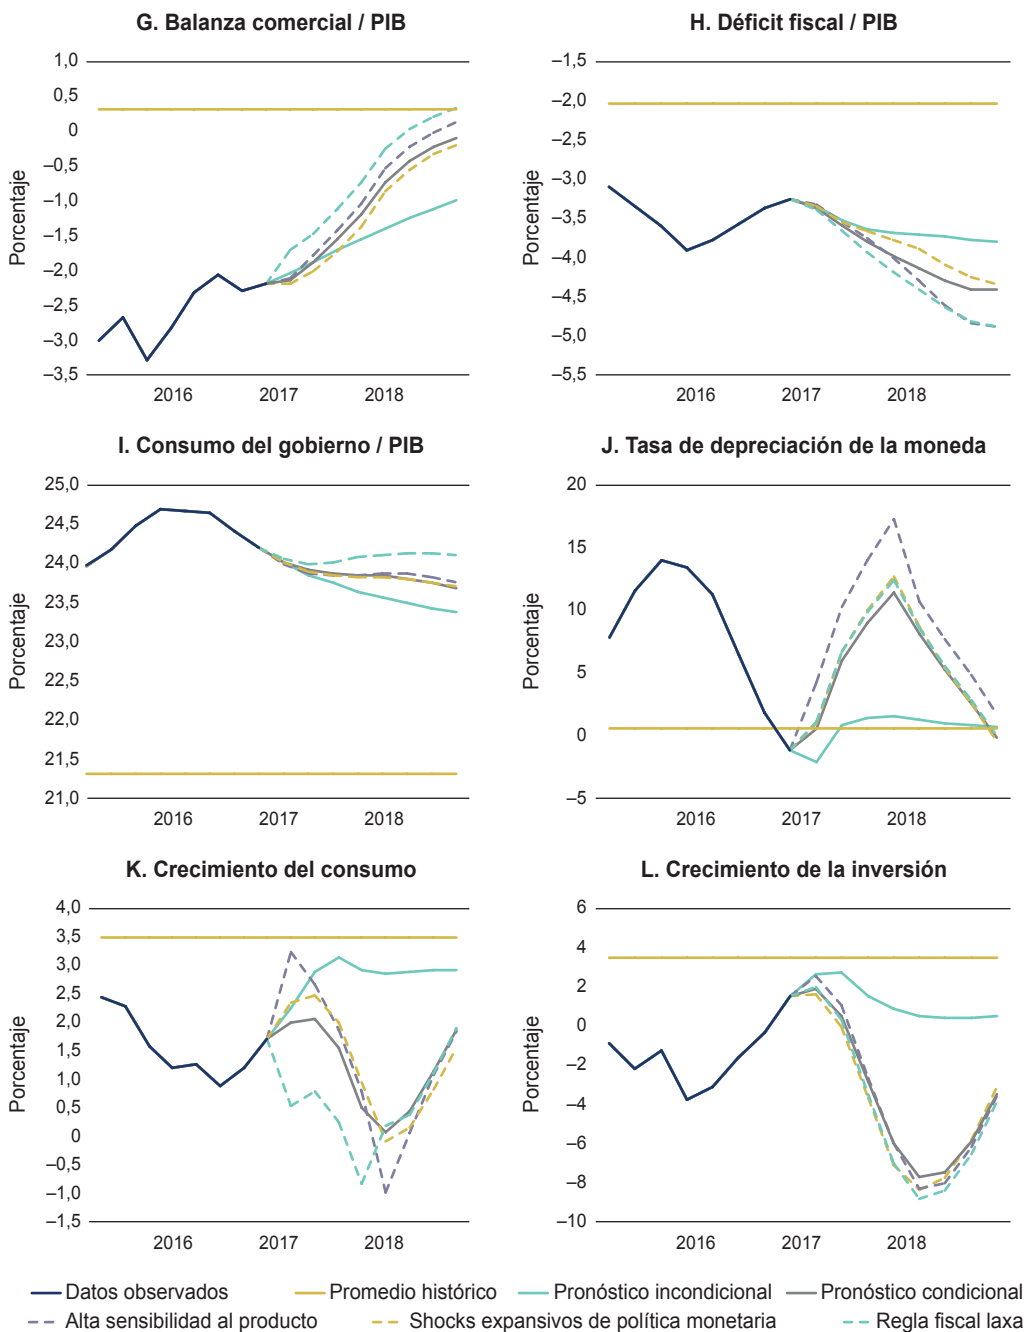 G. Balanza comercial / PIB
Porcentaje
1,0
0,5
0
–0,5
–1,0
–1,5
–2,0
–2,5
–3,0
–3,5
2016 2017 2018
H. Déficit fiscal / PIB
Porcentaje
–1,5
–2,0
–2,5
–3,0
–3,5
–4,0
–4,5
–5,0
–5,5
2016 2017 2018
I. Consumo del gobierno / PIB
Porcentaje
25,0
24,5
24,0
23,5
23,0
22,5
22,0
21,5
21,0
2016 2017 2018
J. Tasa de depreciación de la moneda
Porcentaje
20
15
10
5
0
–5
2016 2017 2018
K. Crecimiento del consumo
Porcentaje
4,0
3,5
3,0
2,5
2,0
1,5
1,0
0,5
0
–0,5
–1,0
–1,5
2016 2017 2018
L. Crecimiento de la inversión
Porcentaje
6
4
2
0
–2
–4
–6
–8
–10
2016 2017 2018
Datos observados Promedio histórico Pronóstico incondicional Pronóstico condicional
Alta sensibilidad al producto Shocks expansivos de política monetaria Regla fiscal laxa